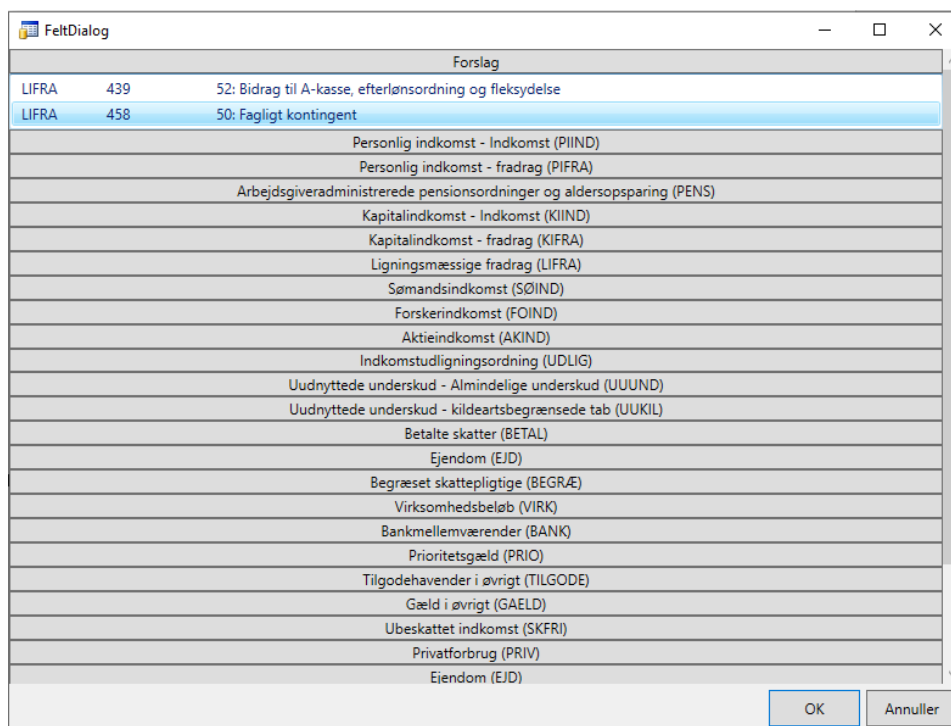 FeltDialog
Forslag
LIFRA 439 52: Bidrag til A-kasse, efterlønsordning og fleksydelse
LIFRA 458 50: Fagligt kontingent
Personlig indkomst - Indkomst (PIIND)
Personlig indkomst - fradrag (PIFRA)
Arbejdsgiveradministrerede pensionsordninger og aldersopsparing (PENS)
Kapitalindkomst - Indkomst (KIIND)
Kapitalindkomst - fradrag (KIFRA)
Ligningsmæssige fradrag (LIFRA)
Sømandsindkomst (SØIND)
Forskerindkomst (FOIND)
Aktieindkomst (AKIND)
Indkomstudligningsordning (UDLIG)
Uudnyttede underskud - Almindelige underskud (UUUND)
Uudnyttede underskud - kildeartsbegrænsede tab (UUKIL)
Betalte skatter (BETAL)
Ejendom (EJD)
Begræset skattepligtige (BEGRÆ)
Virksomhedsbeløb (VIRK)
Bankmellemværender (BANK)
Prioritetsgæld (PRIO)
Tilgodehavender i øvrigt (TILGODE)
Gæld i øvrigt (GAELD)
Ubeskattet indkomst (SKFRI)
Privatforbrug (PRIV)
Ejendom (EJD)
OK Annuller